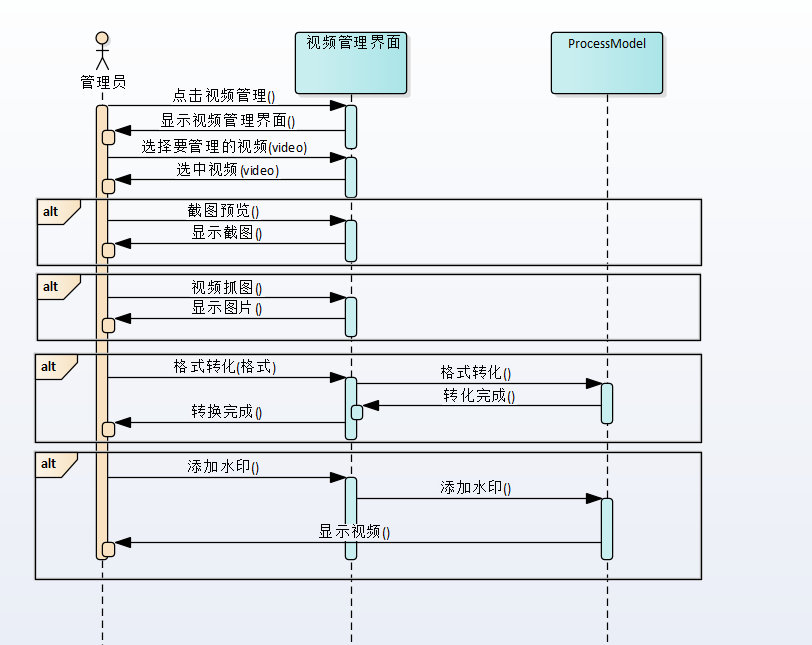 视频管理界面
ProcessModel
管理员
点击视频管理()
显示视频管理界面()
选择要管理的视频(video)
选中视频(video)
alt
截图预览()
显示截图()
alt
视频抓图()
显示图片()
alt
格式转化(格式)
格式转化()
转化完成()
转换完成()
alt
添加水印()
添加水印()
显示视频()